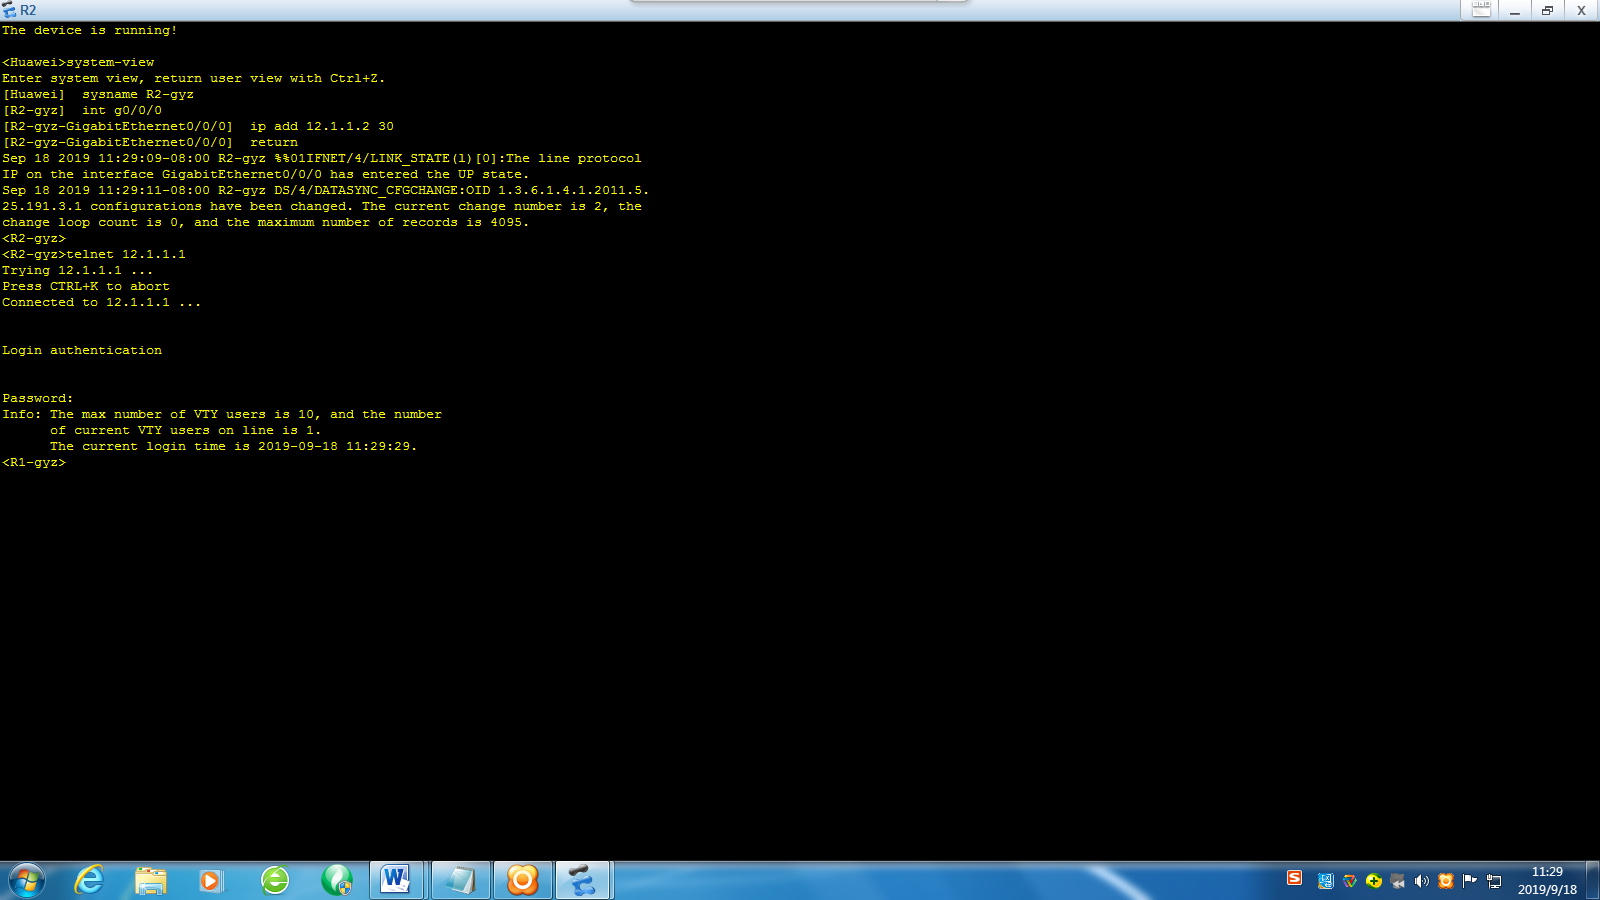 R2
The device is running!
<Huawei>system-view
Enter system view, return user view with Ctrl+Z.
[Huawei]  sysname R2-gyz
[R2-gyz]  int g0/0/0
[R2-gyz-GigabitEthernet0/0/0]  ip add 12.1.1.2 30
[R2-gyz-GigabitEthernet0/0/0]  return
Sep 18 2019 11:29:09-08:00 R2-gyz %%01IFNET/4/LINK_STATE(l)[0]:The line protocol
IP on the interface GigabitEthernet0/0/0 has entered the UP state.
Sep 18 2019 11:29:11-08:00 R2-gyz DS/4/DATASYNC_CFGCHANGE:OID 1.3.6.1.4.1.2011.5.
25.191.3.1 configurations have been changed. The current change number is 2, the
change loop count is 0, and the maximum number of records is 4095.
<R2-gyz>
<R2-gyz>telnet 12.1.1.1
Trying 12.1.1.1 ...
Press CTRL+K to abort
Connected to 12.1.1.1 ...
Login authentication
Password:
Info: The max number of VTY users is 10, and the number
of current VTY users on line is 1.
The current login time is 2019-09-18 11:29:29.
<R1-gyz>
11:29
2019/9/18